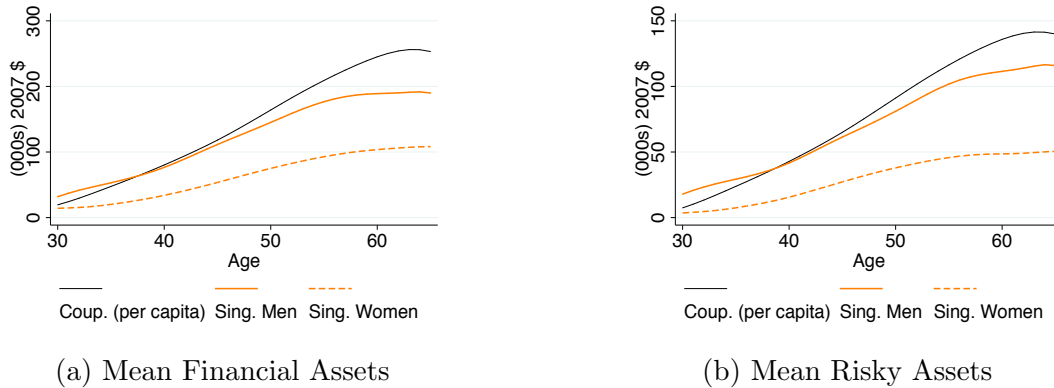 300
200
100
0
(000s) 2007 $
30 40 50 60
Age
Coup. (per capita) Sing. Men Sing. Women
(a) Mean Financial Assets
150
100
50
0
(000s) 2007 $
30 40 50 60
Age
Coup. (per capita) Sing. Men Sing. Women
(b) Mean Risky Assets